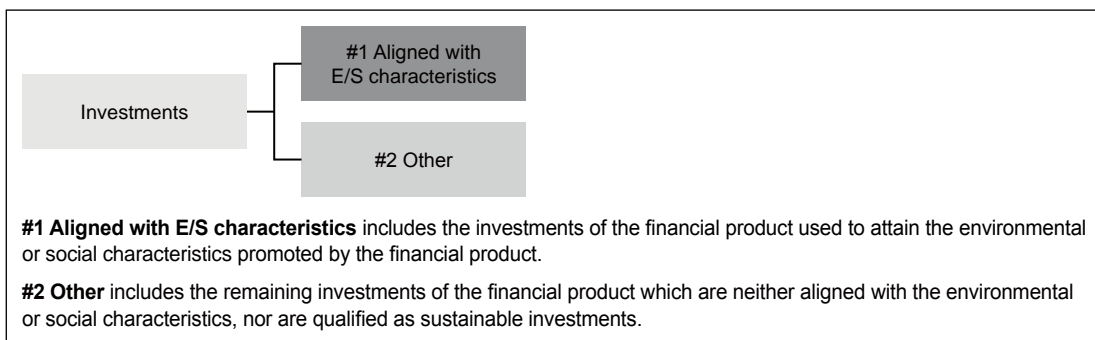 #1 Aligned with
E/S characteristics
Investments
#2 Other
#1 Aligned with E/S characteristics includes the investments of the financial product used to attain the environmental
or social characteristics promoted by the financial product.
#2 Other includes the remaining investments of the financial product which are neither aligned with the environmental
or social characteristics, nor are qualified as sustainable investments.